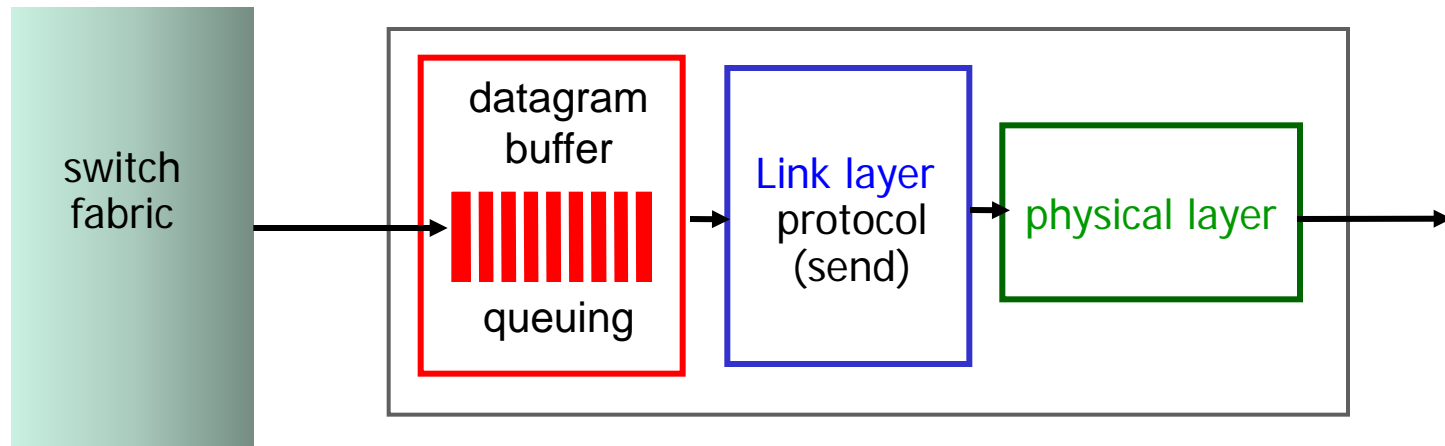 switch
fabric
datagram
buffer
queuing
Link layer
protocol
(send)
physical layer